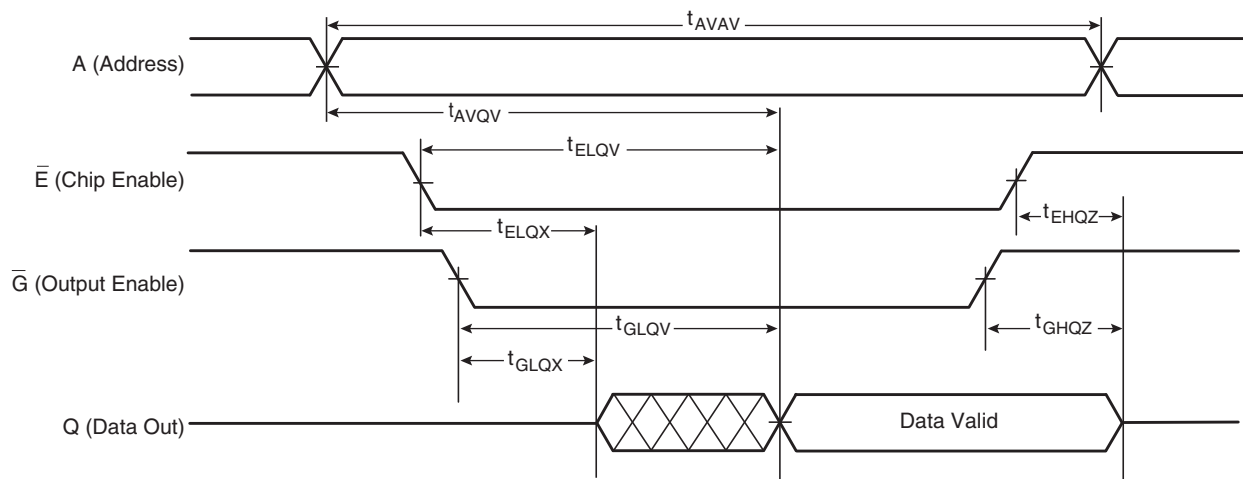 tAVAV
A (Address)
tAVQV
tELQV
E̅ (Chip Enable)
tELQX
tEHQZ
G̅ (Output Enable)
tGLQV
tGHQZ
tGLQX
Q (Data Out)
Data Valid